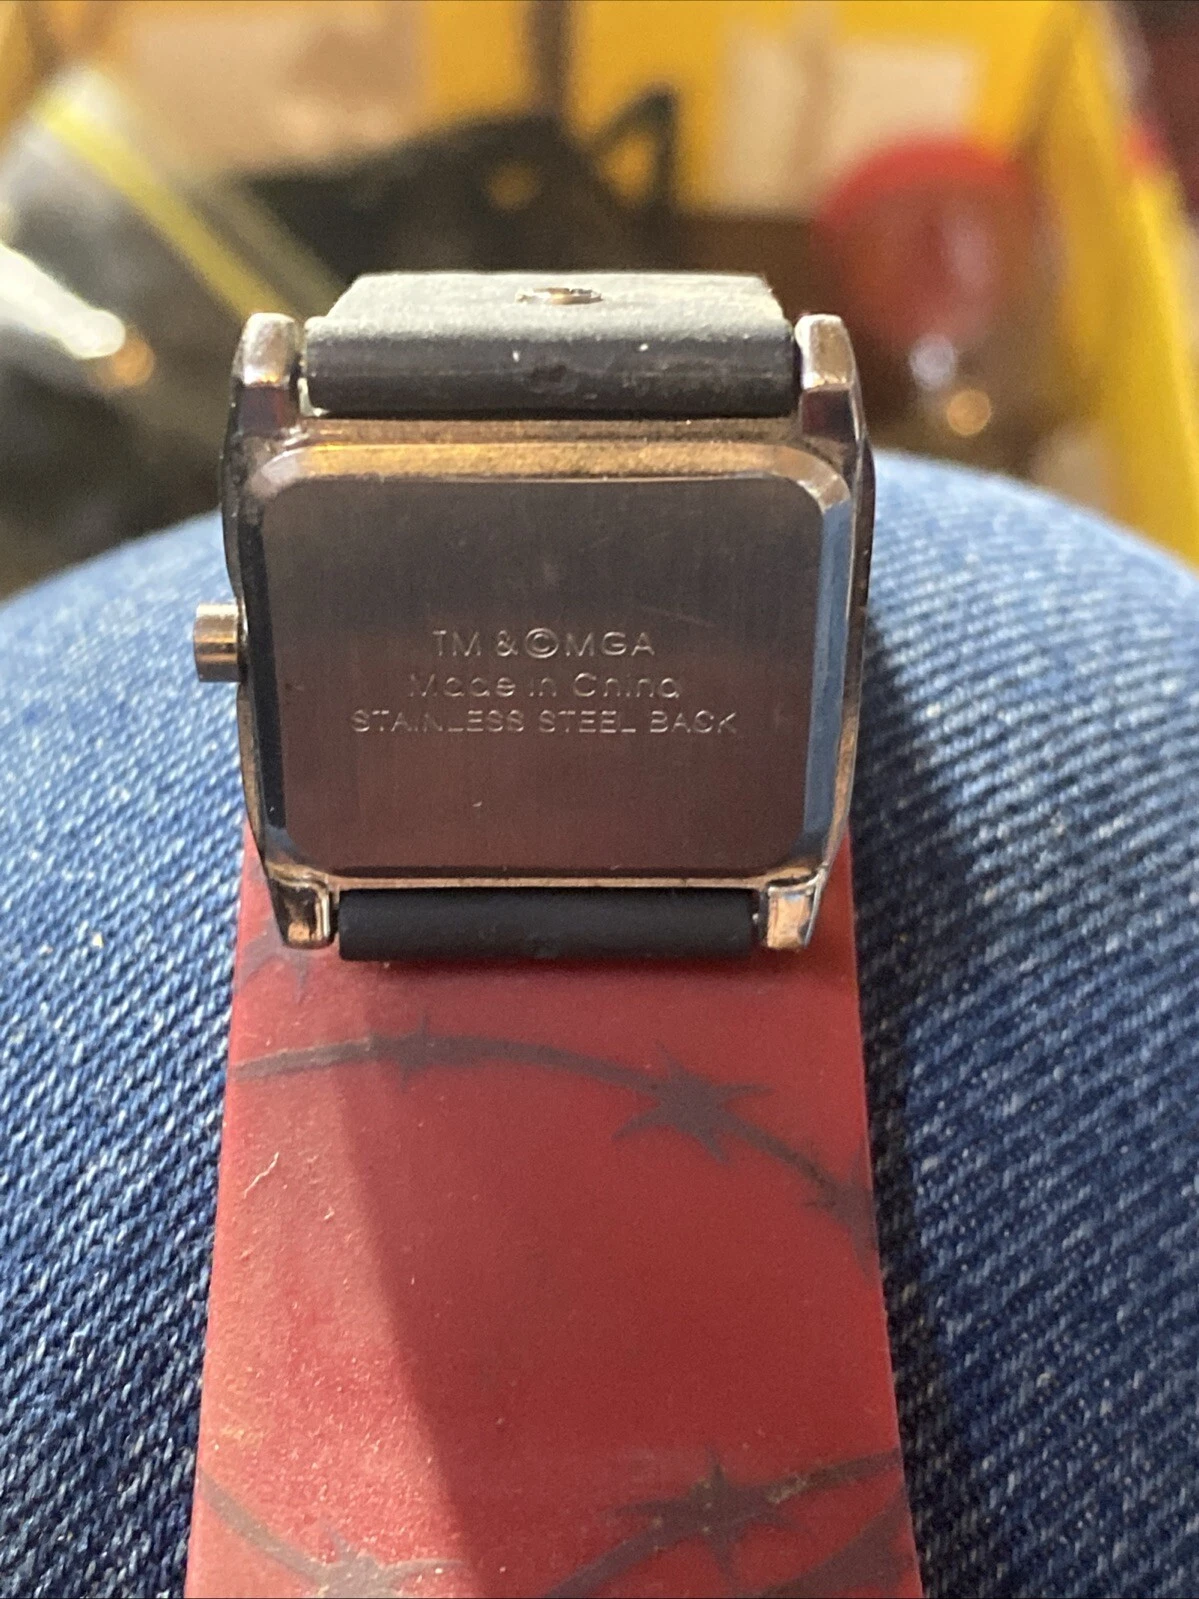 TM & ©MGA
Made in China
STAINLESS STEEL BACK